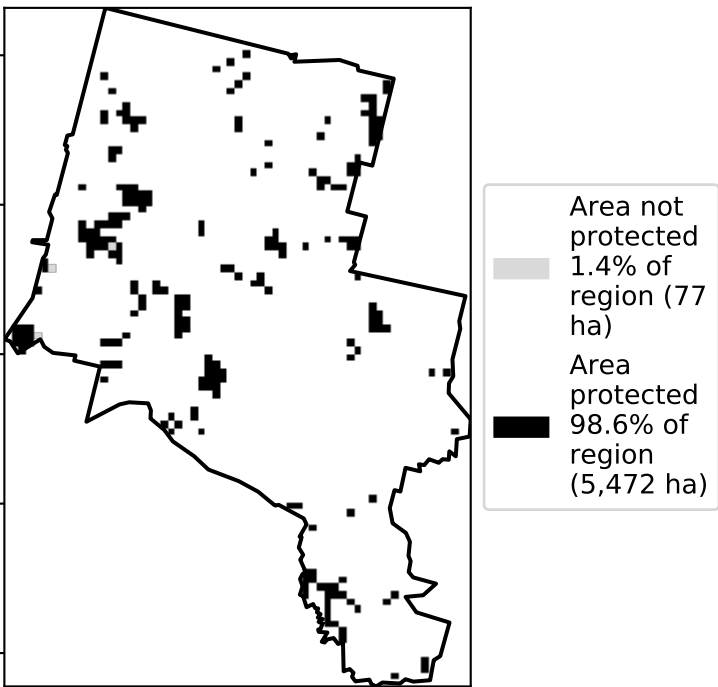 Area not
protected
1.4% of
region (77
ha)
Area
protected
98.6% of
region
(5,472 ha)